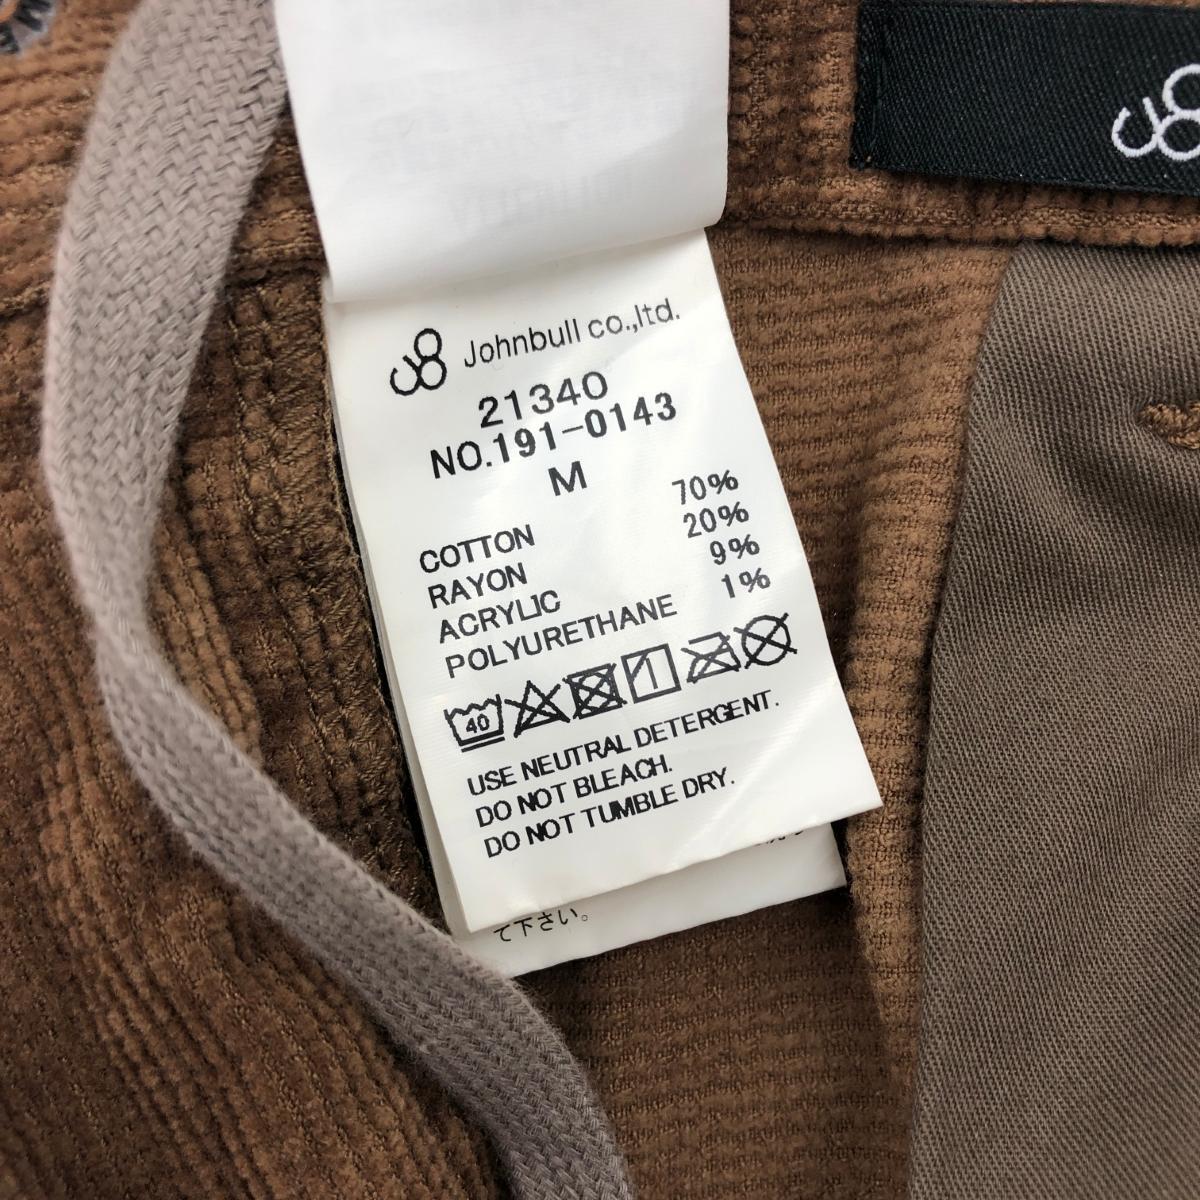 Johnbull co.,ltd.
21340
NO.191-0143
M
COTTON 70%
RAYON 20%
ACRYLIC 9%
POLYURETHANE 1%
40
USE NEUTRAL DETERGENT.
DO NOT BLEACH.
DO NOT TUMBLE DRY.
て下さい。